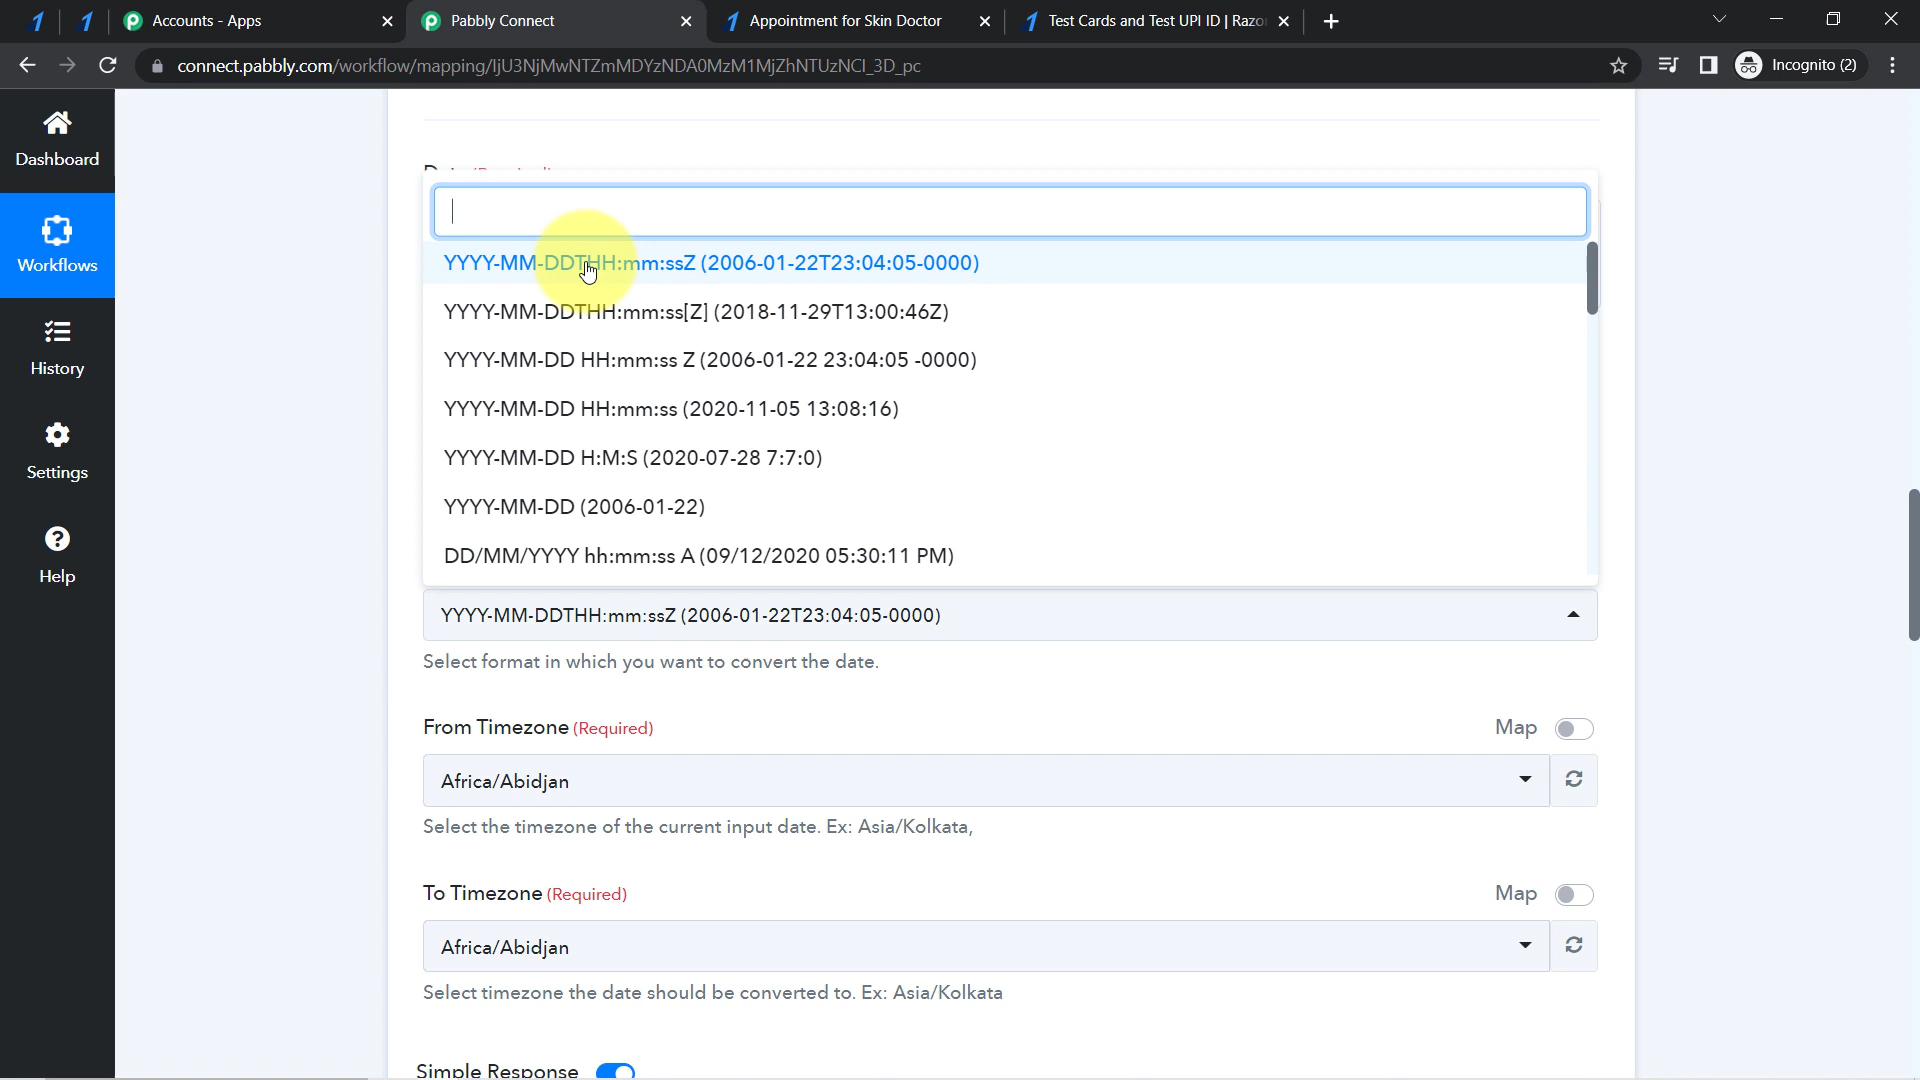 Accounts - Apps
Pabbly Connect
Appointment for Skin Doctor
Test Cards and Test UPI ID | Razo
connect.pabbly.com/workflow/mapping/IjU3NjMwNTZmMDYzNDA0MzM1MjZhNTUzNCI_3D_pc
Incognito (2)
Dashboard
Workflows
History
Settings
Help
YYYY-MM-DDTHH:mm:ssZ (2006-01-22T23:04:05-0000)
YYYY-MM-DDTHH:mm:ss[Z] (2018-11-29T13:00:46Z)
YYYY-MM-DD HH:mm:ss Z (2006-01-22 23:04:05 -0000)
YYYY-MM-DD HH:mm:ss (2020-11-05 13:08:16)
YYYY-MM-DD H:M:S (2020-07-28 7:7:0)
YYYY-MM-DD (2006-01-22)
DD/MM/YYYY hh:mm:ss A (09/12/2020 05:30:11 PM)
YYYY-MM-DDTHH:mm:ssZ (2006-01-22T23:04:05-0000)
Select format in which you want to convert the date.
From Timezone (Required)
Map
Africa/Abidjan
Select the timezone of the current input date. Ex: Asia/Kolkata,
To Timezone (Required)
Map
Africa/Abidjan
Select timezone the date should be converted to. Ex: Asia/Kolkata
Simple Response